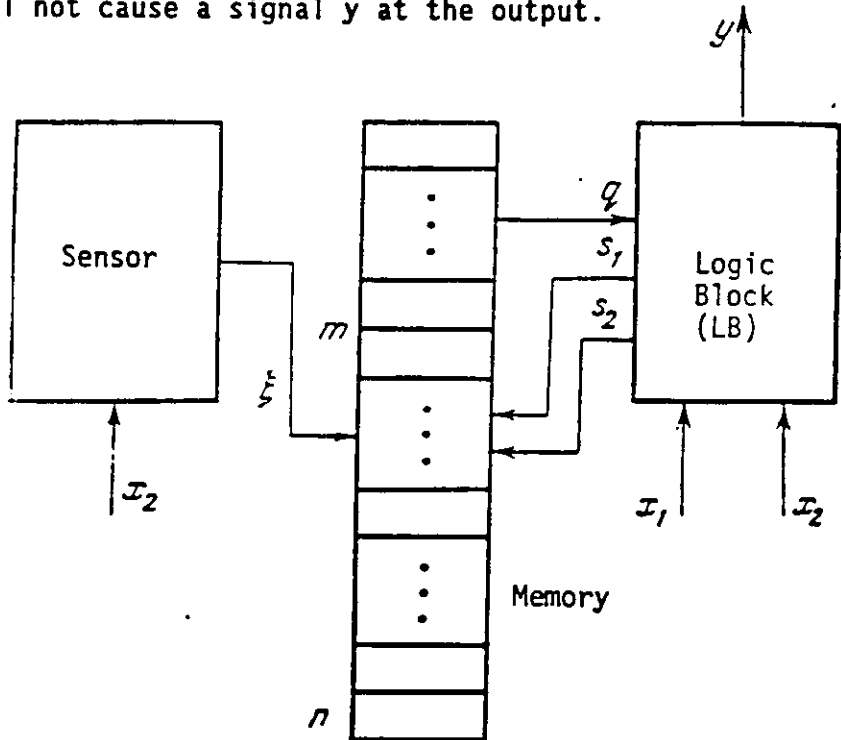 l not cause a signal y at the output.
y
Sensor
q
s₁
Logic
Block
(LB)
s₂
m
ξ
x₂
x₁
x₂
Memory
n